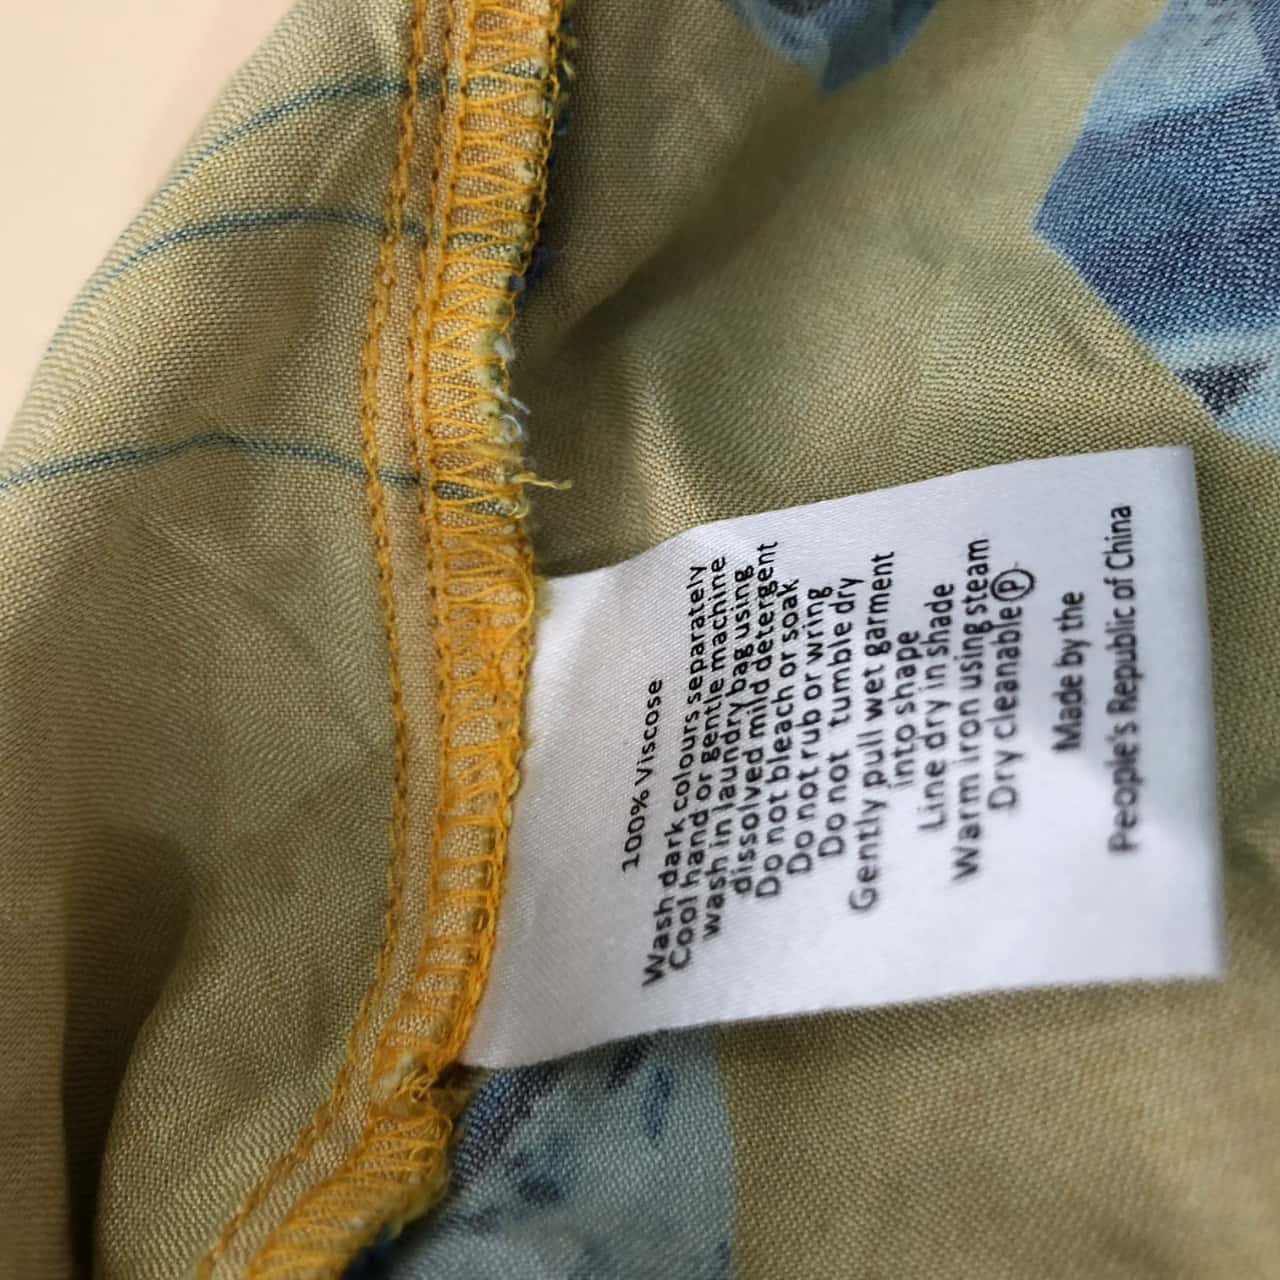 100% Viscose
Wash dark colours separately
Cool hand or gentle machine
wash in laundry bag using
dissolved mild detergent
Do not bleach or soak
Do not rub or wring
Do not tumble dry
Gently pull wet garment
into shape
Line dry in shade
Warm iron using steam
Dry cleanable Ⓟ
Made by the
People's Republic of China